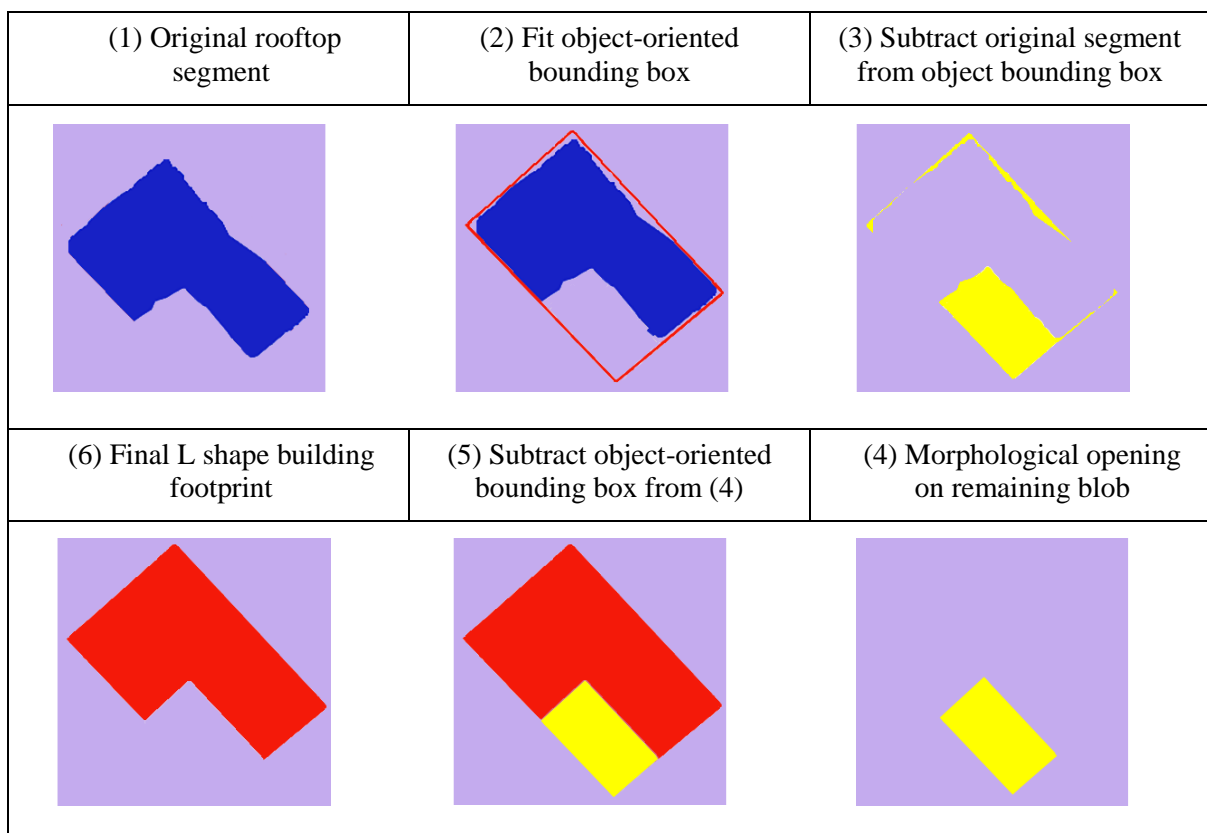 (1) Original rooftop
segment
(2) Fit object-oriented
bounding box
(3) Subtract original segment
from object bounding box
(6) Final L shape building
footprint
(5) Subtract object-oriented
bounding box from (4)
(4) Morphological opening
on remaining blob